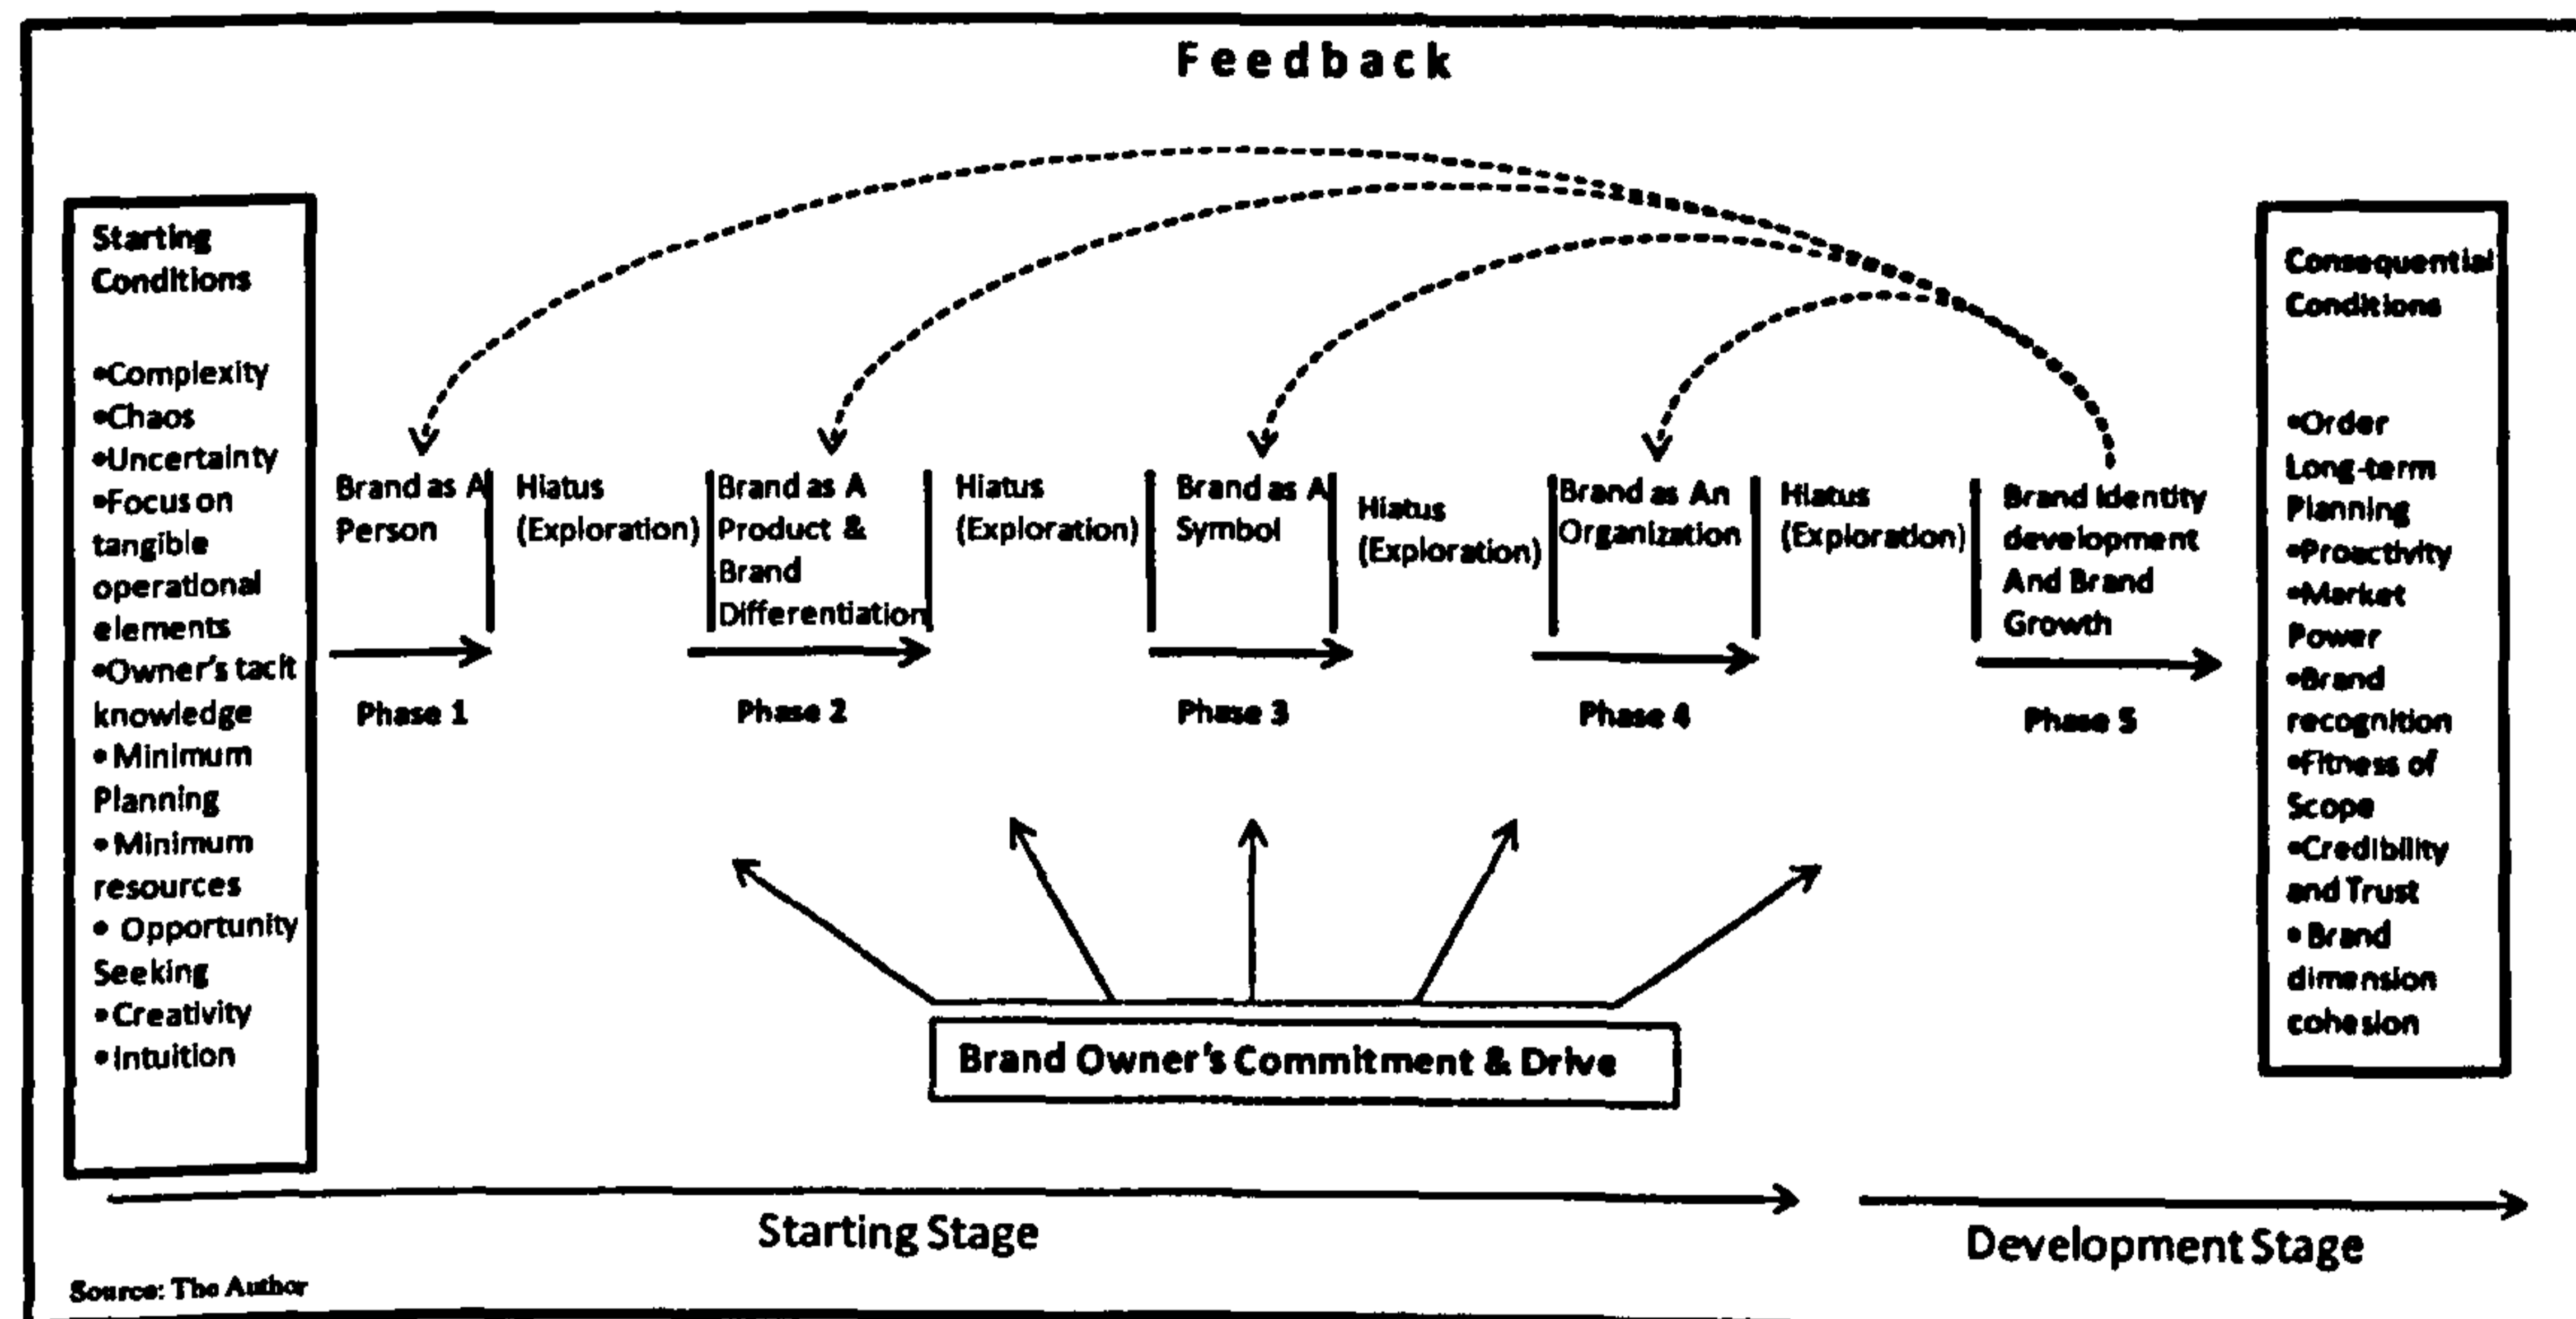 Feedback
Starting
Conditions
•Complexity
•Chaos
•Uncertainty
•Focus on
tangible
operational
elements
•Owner's tacit
knowledge
• Minimum
Planning
• Minimum
resources
• Opportunity
Seeking
•Creativity
•Intuition
Brand as A
Person
Phase 1
Hiatus
(Exploration)
Brand as A
Product &
Brand
Differentiation
Phase 2
Hiatus
(Exploration)
Brand as A
Symbol
Phase 3
Hiatus
(Exploration)
Brand as An
Organization
Phase 4
Hiatus
(Exploration)
Brand Identity
development
And Brand
Growth
Phase 5
Consequential
Conditions
•Order
Long-term
Planning
•Proactivity
•Market
Power
•Brand
recognition
•Fitness of
Scope
•Credibility
and Trust
• Brand
dimension
cohesion
Brand Owner's Commitment & Drive
Starting Stage
Development Stage
Source: The Author